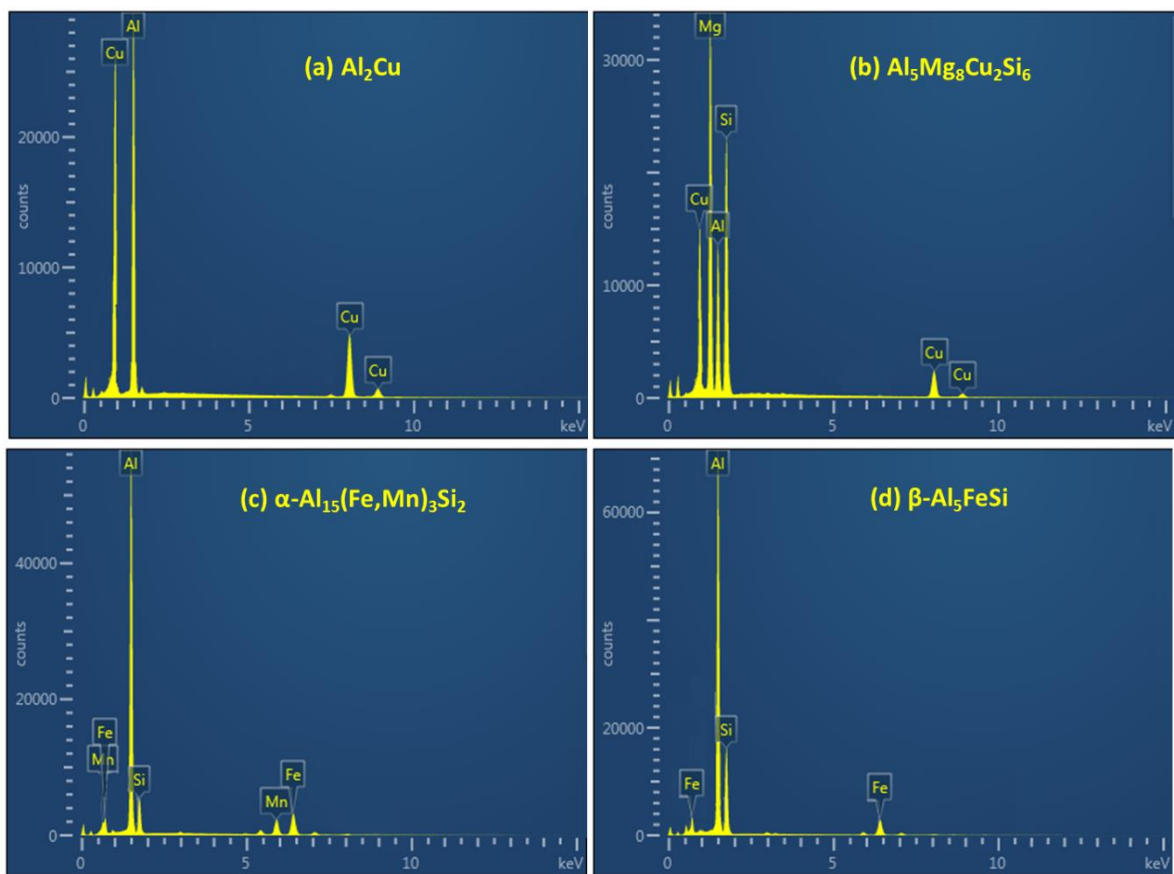 (a) Al₂Cu
Cu
Al
20000
10000
0
counts
Cu
Cu
0
5
10
keV
(b) Al₅Mg₈Cu₂Si₆
Mg
Si
Cu
Al
30000
10000
0
counts
Cu
Cu
0
5
10
keV
(c) α-Al₁₅(Fe,Mn)₃Si₂
Al
40000
20000
0
counts
Fe
Mn
Si
Mn
Fe
0
5
10
keV
(d) β-Al₅FeSi
Al
60000
20000
0
counts
Si
Fe
Fe
0
5
10
keV